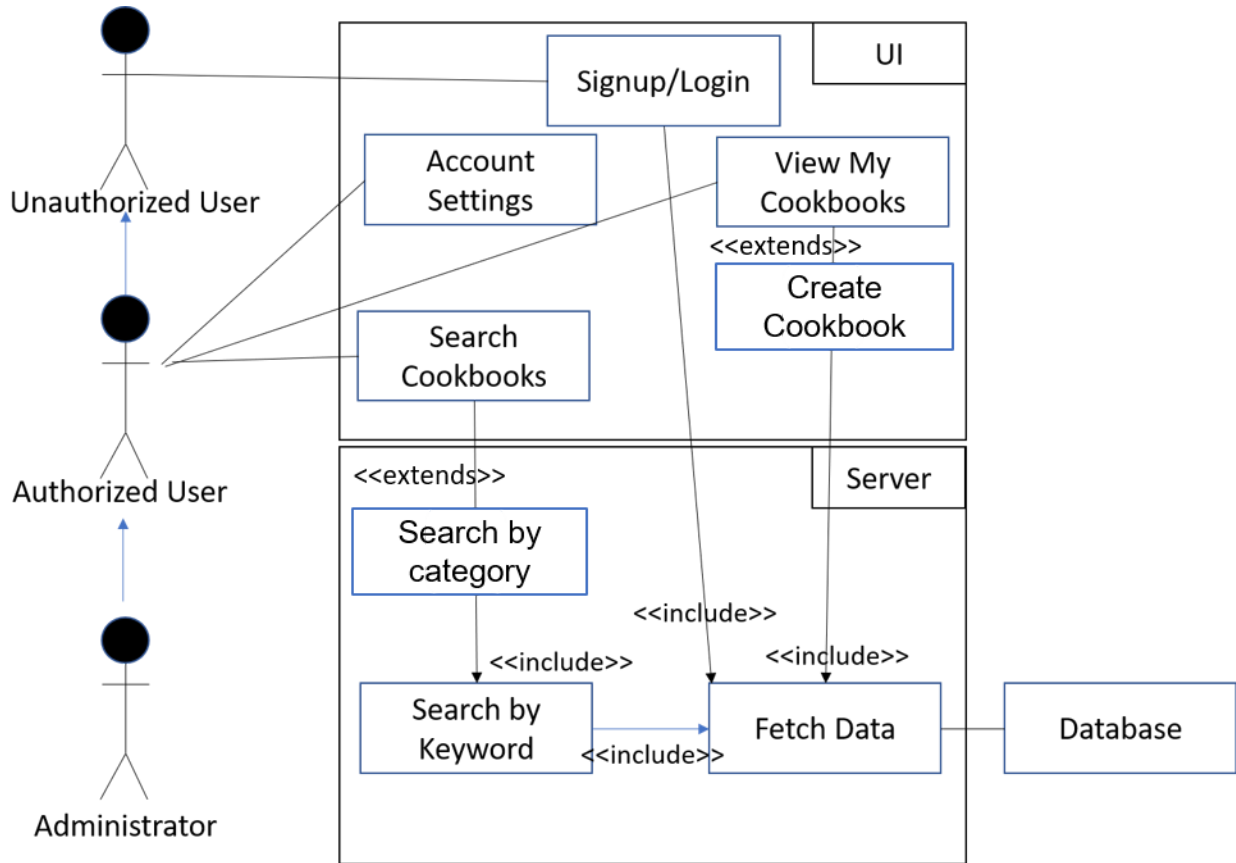 UI
Signup/Login
Account
Settings
View My
Cookbooks
Unauthorized User
<<extends>>
Create
Cookbook
Search
Cookbooks
<<extends>>
Server
Authorized User
Search by
category
<<include>>
<<include>>
<<include>>
Search by
Keyword
Fetch Data
Database
<<include>>
Administrator